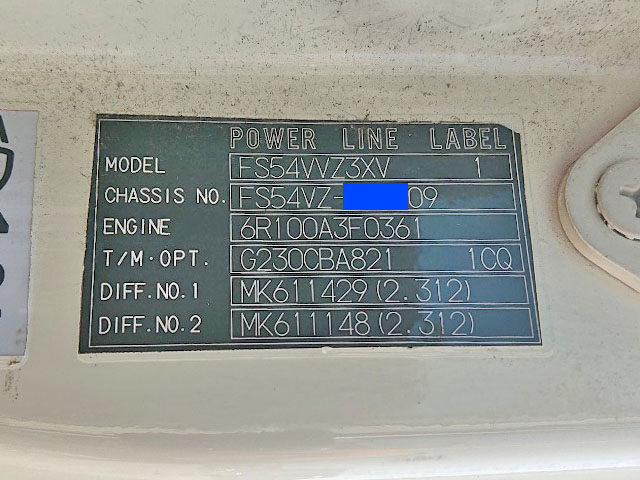 POWER LINE LABEL
MODEL FS54VVZ3XV 1
CHASSIS NO. FS54VZ- 09
ENGINE 6R100A3F0361
T/M·OPT. G230CBA821 1CQ
DIFF.NO.1 MK611429(2.312)
DIFF.NO.2 MK611148(2.312)